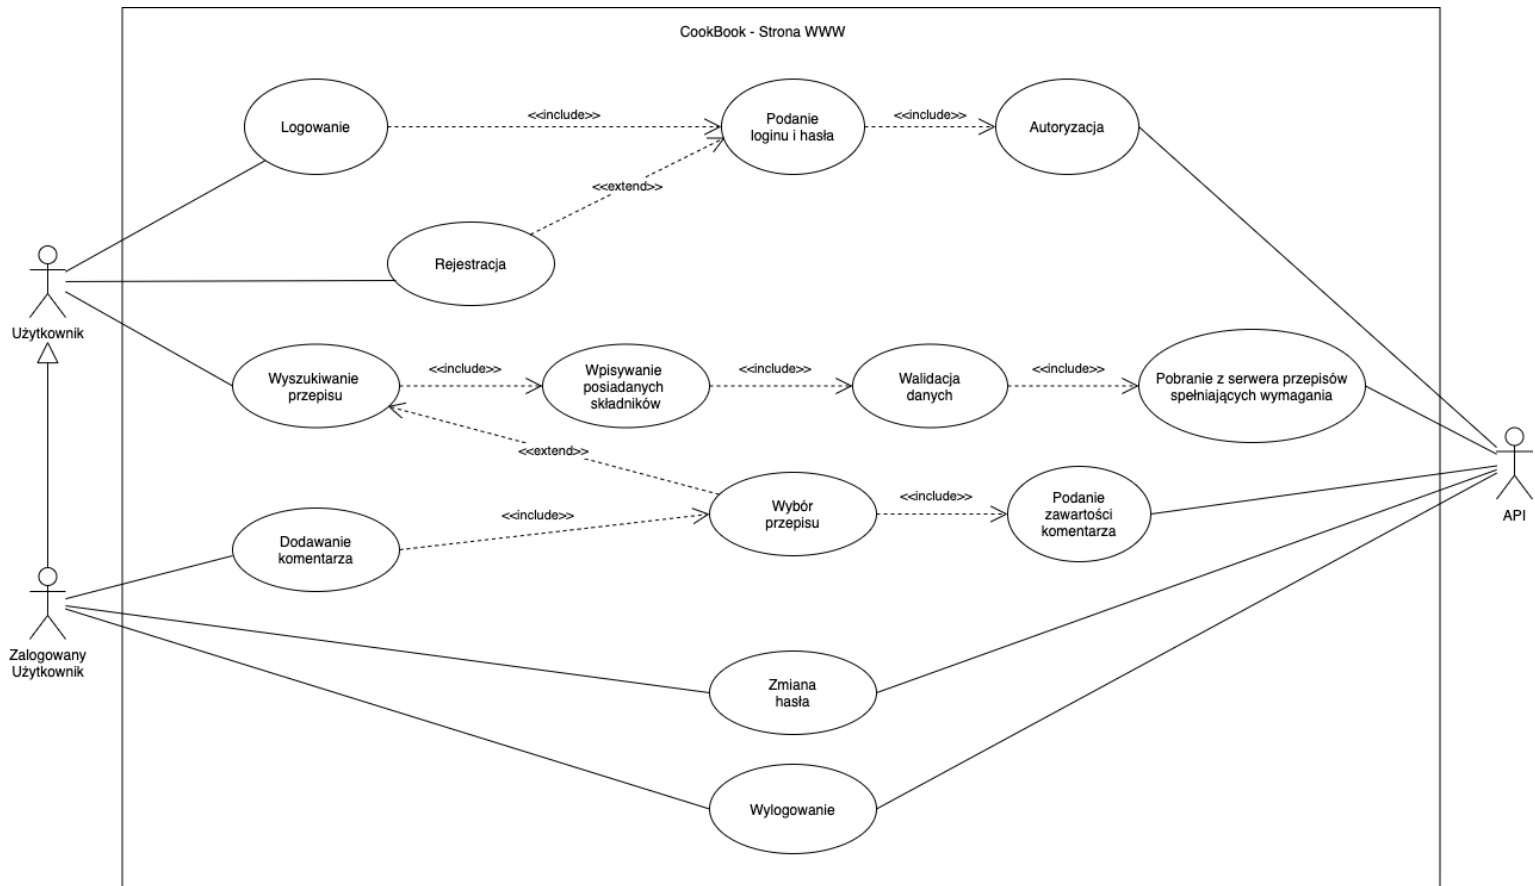 CookBook - Strona WWW
Logowanie
<<include>>
Podanie
loginu i hasła
<<include>>
Autoryzacja
<<extend>>
Rejestracja
Użytkownik
Wyszukiwanie
przepisu
<<include>>
Wpisywanie
posiadanych
składników
<<include>>
Walidacja
danych
<<include>>
Pobranie z serwera przepisów
spełniających wymagania
<<extend>>
Wybór
przepisu
<<include>>
Podanie
zawartości
komentarza
API
<<include>>
Dodawanie
komentarza
Zalogowany
Użytkownik
Zmiana
hasła
Wylogowanie